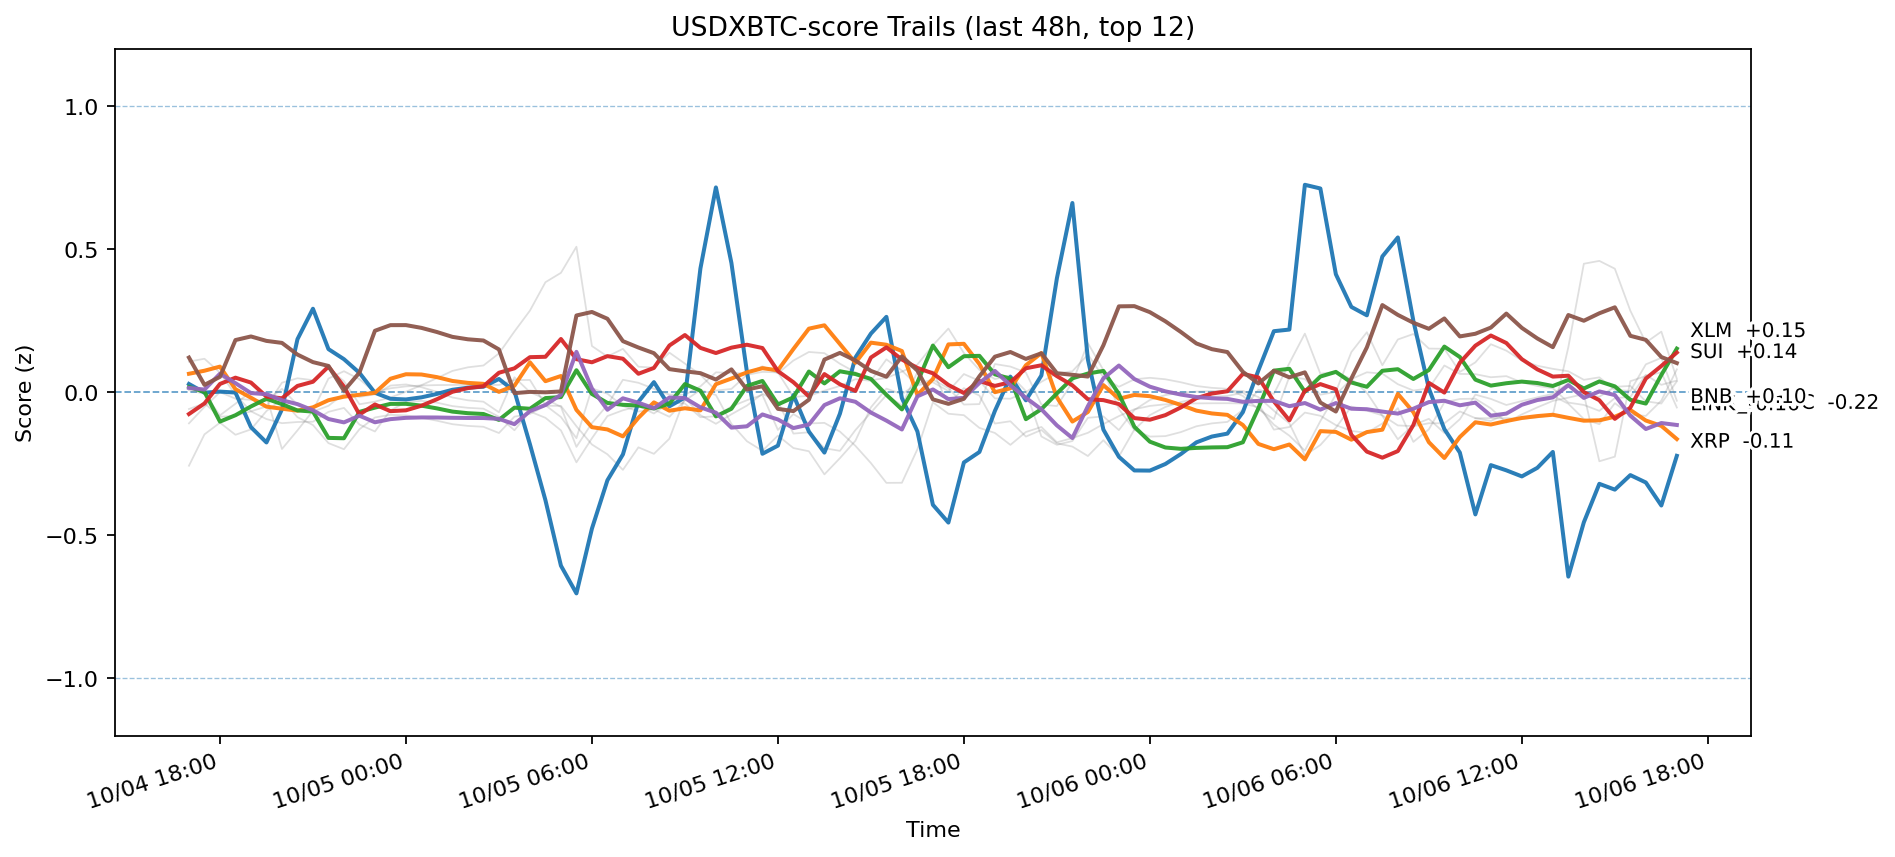 USDXBTC-score Trails (last 48h, top 12)
Score (z)
1.0
0.5
0.0
−0.5
−1.0
XLM +0.15
SUI +0.14
BNB +0.10
-0.22
XRP -0.11
10/04 18:00
10/05 00:00
10/05 06:00
10/05 12:00
10/05 18:00
10/06 00:00
10/06 06:00
10/06 12:00
10/06 18:00
Time